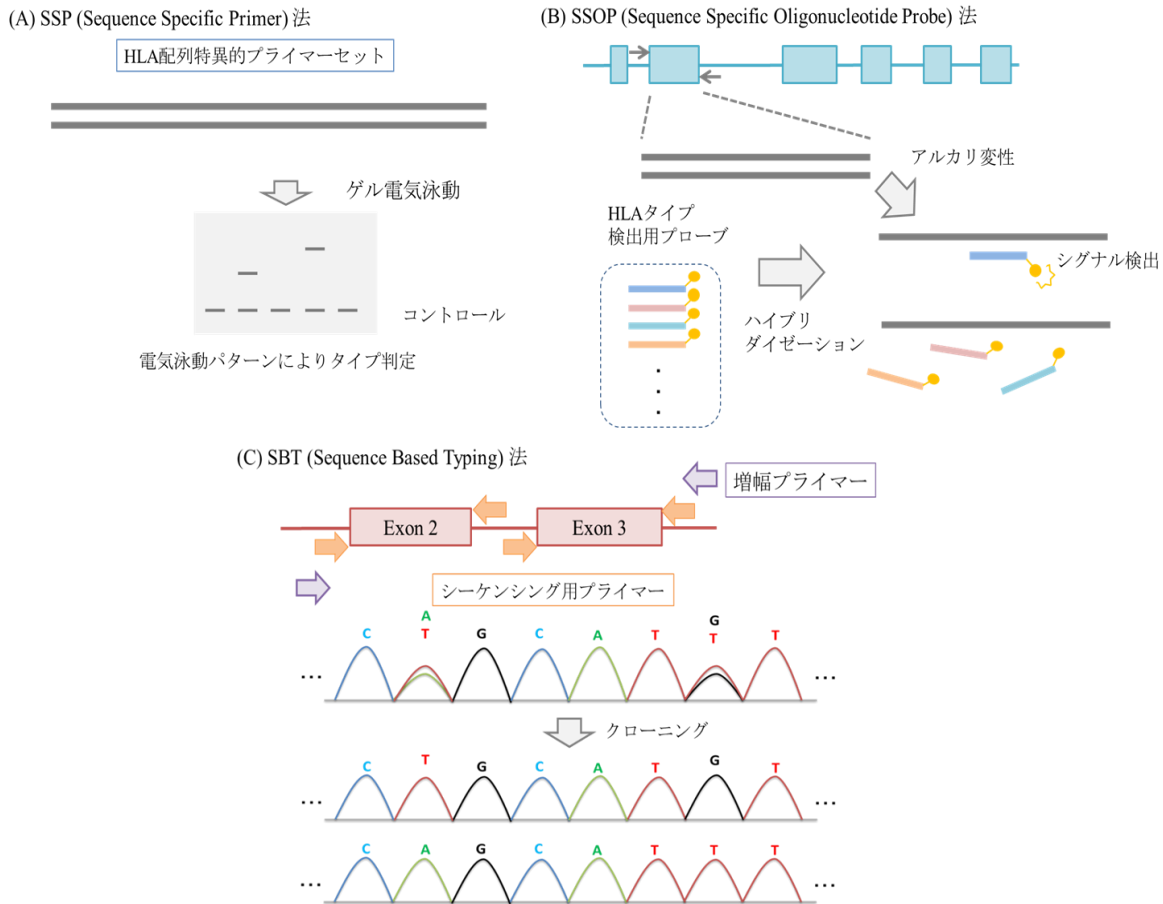 (A) SSP (Sequence Specific Primer) 法
HLA配列特異的プライマーセット
ゲル電気泳動
コントロール
電気泳動パターンによりタイプ判定
(B) SSOP (Sequence Specific Oligonucleotide Probe) 法
アルカリ変性
HLAタイプ
検出用プローブ
シグナル検出
ハイブリ
ダイゼーション
(C) SBT (Sequence Based Typing) 法
増幅プライマー
Exon 2
Exon 3
シーケンシング用プライマー
A G
C T G C A T T T
... ...
クローニング
C T G C A T G T
... ...
C A G C A T T T
... ...